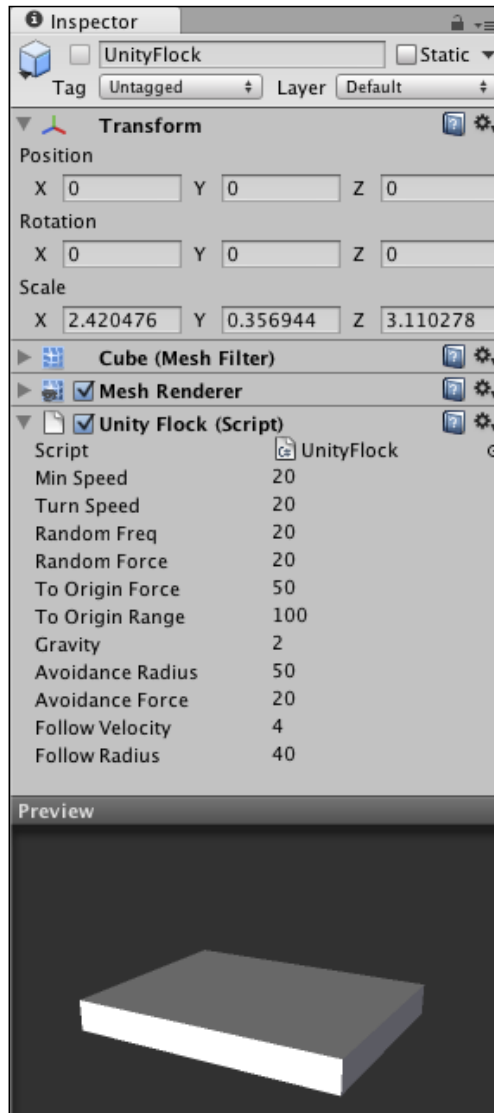 Inspector
UnityFlock Static
Tag Untagged Layer Default
Transform
Position
X 0 Y 0 Z 0
Rotation
X 0 Y 0 Z 0
Scale
X 2.420476 Y 0.356944 Z 3.110278
Cube (Mesh Filter)
Mesh Renderer
Unity Flock (Script)
Script C# UnityFlock
Min Speed 20
Turn Speed 20
Random Freq 20
Random Force 20
To Origin Force 50
To Origin Range 100
Gravity 2
Avoidance Radius 50
Avoidance Force 20
Follow Velocity 4
Follow Radius 40
Preview